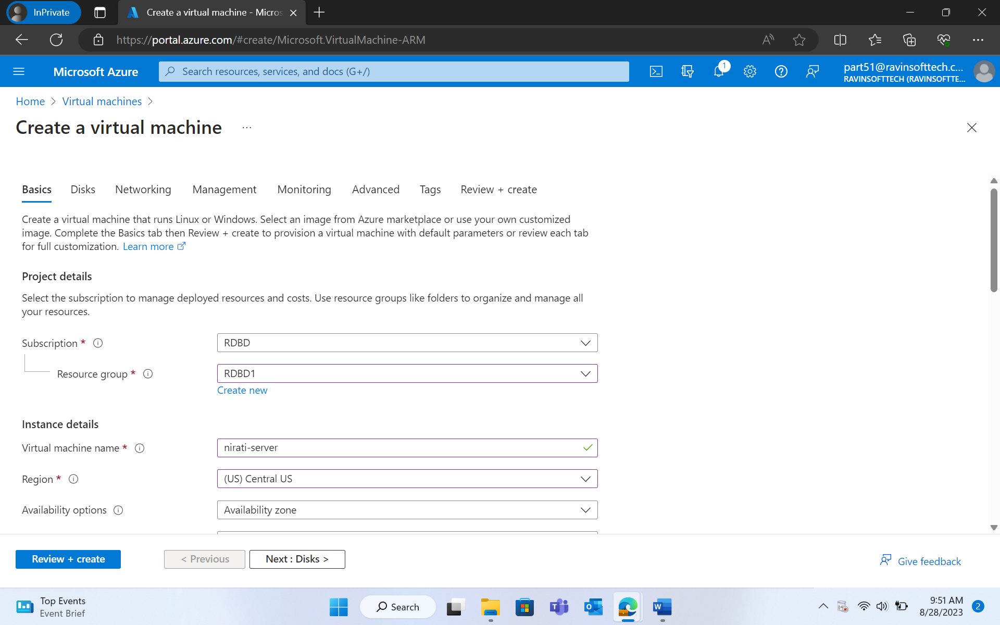 InPrivate
Create a virtual machine - Micros
https://portal.azure.com/#create/Microsoft.VirtualMachine-ARM
Microsoft Azure
Search resources, services, and docs (G+/)
1
part51@ravinsofttech.c...
RAVINSOFTTECH (RAVINSOFTTE...
Home > Virtual machines >
Create a virtual machine ...
Basics Disks Networking Management Monitoring Advanced Tags Review + create
Create a virtual machine that runs Linux or Windows. Select an image from Azure marketplace or use your own customized
image. Complete the Basics tab then Review + create to provision a virtual machine with default parameters or review each tab
for full customization. Learn more
Project details
Select the subscription to manage deployed resources and costs. Use resource groups like folders to organize and manage all
your resources.
Subscription * RDBD
Resource group * RDBD1
Create new
Instance details
Virtual machine name * nirati-server
Region * (US) Central US
Availability options Availability zone
Review + create < Previous Next : Disks > Give feedback
Top Events
Event Brief
Search
9:51 AM
8/28/2023
2